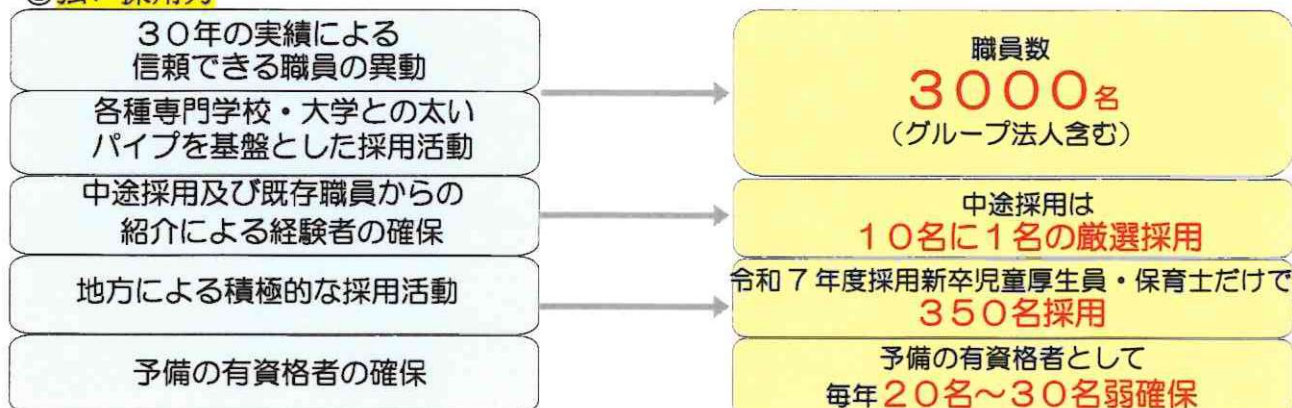 強い採用力
30年の実績による
信頼できる職員の異動
各種専門学校・大学との太い
パイプを基盤とした採用活動
中途採用及び既存職員からの
紹介による経験者の確保
地方による積極的な採用活動
予備の有資格者の確保
職員数
3000名
(グループ法人含む)
中途採用は
10名に1名の厳選採用
令和7年度採用新卒児童厚生員・保育士だけで
350名採用
予備の有資格者として
毎年20名~30名弱確保